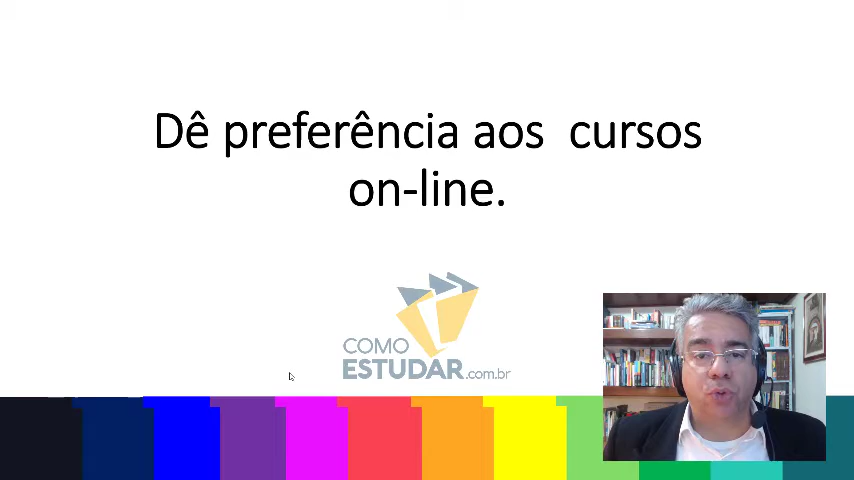 Dê preferência aos cursos
on-line.
COMO
ESTUDAR.com.br